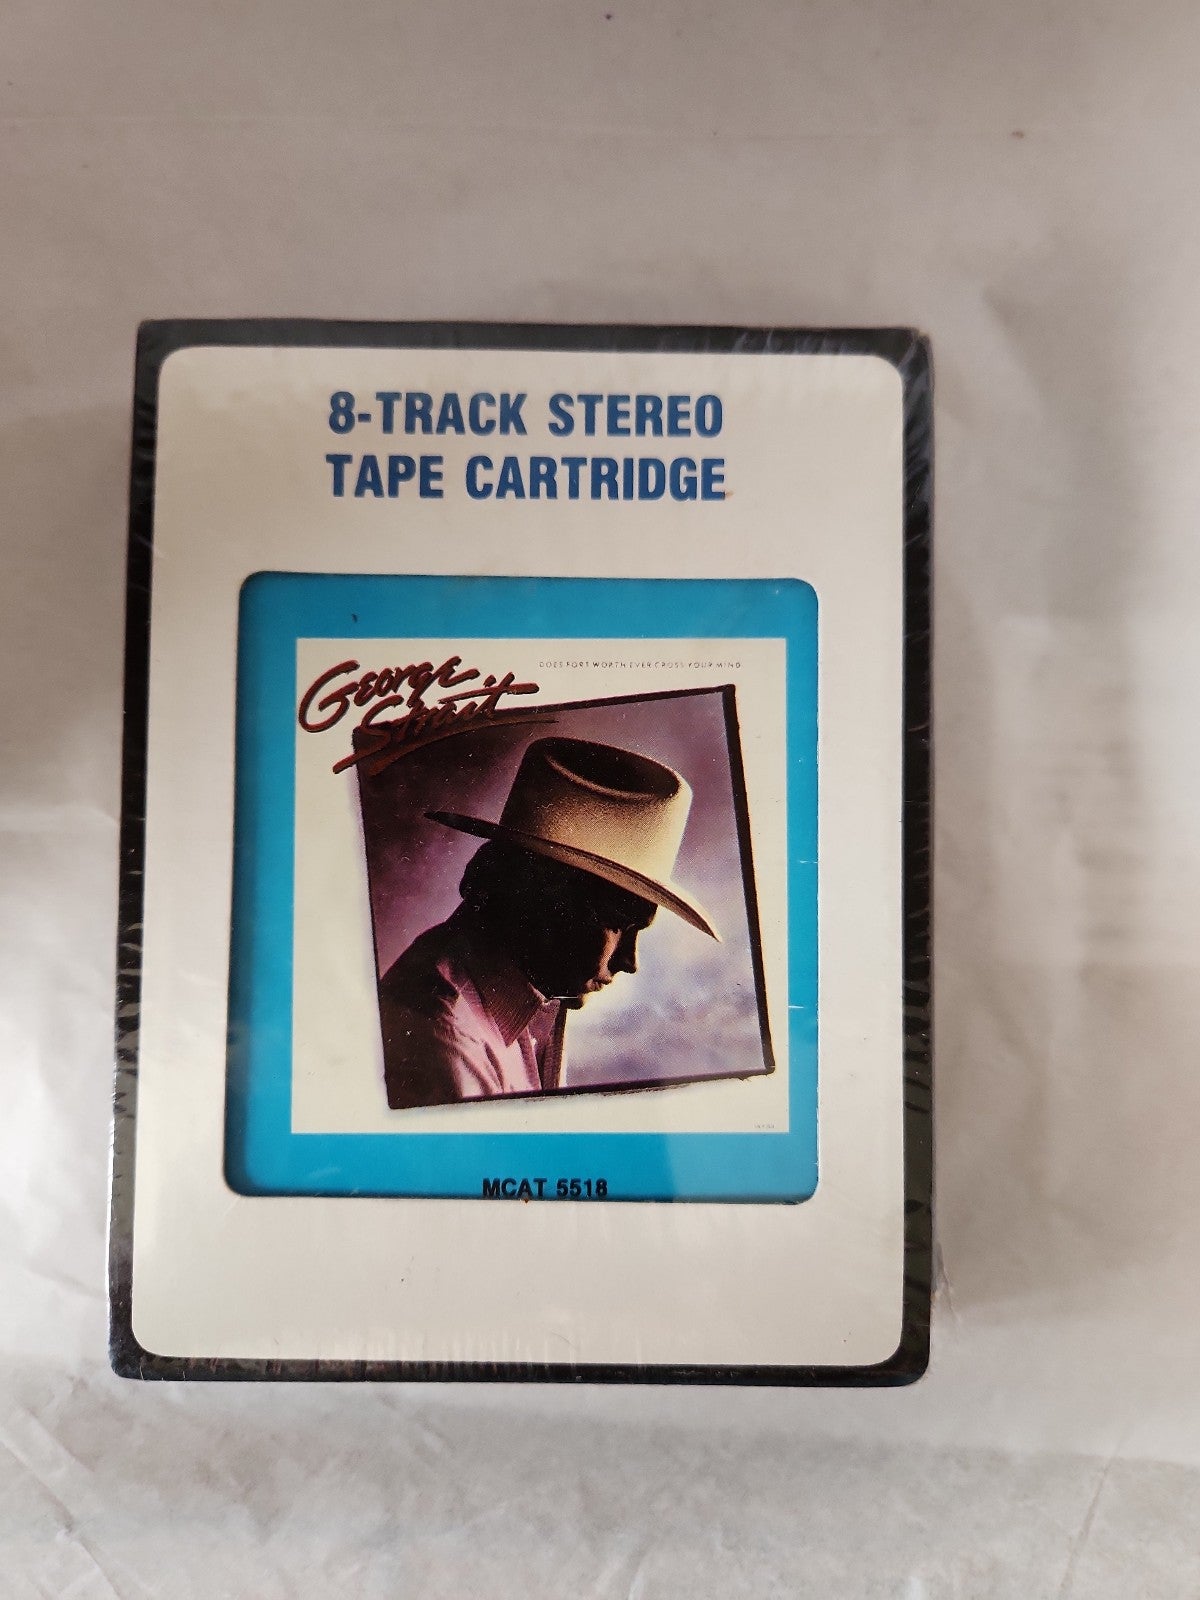 8-TRACK STEREO
TAPE CARTRIDGE
George
Strait
DOES FORT WORTH EVER CROSS YOUR MIND
MCAT 5518